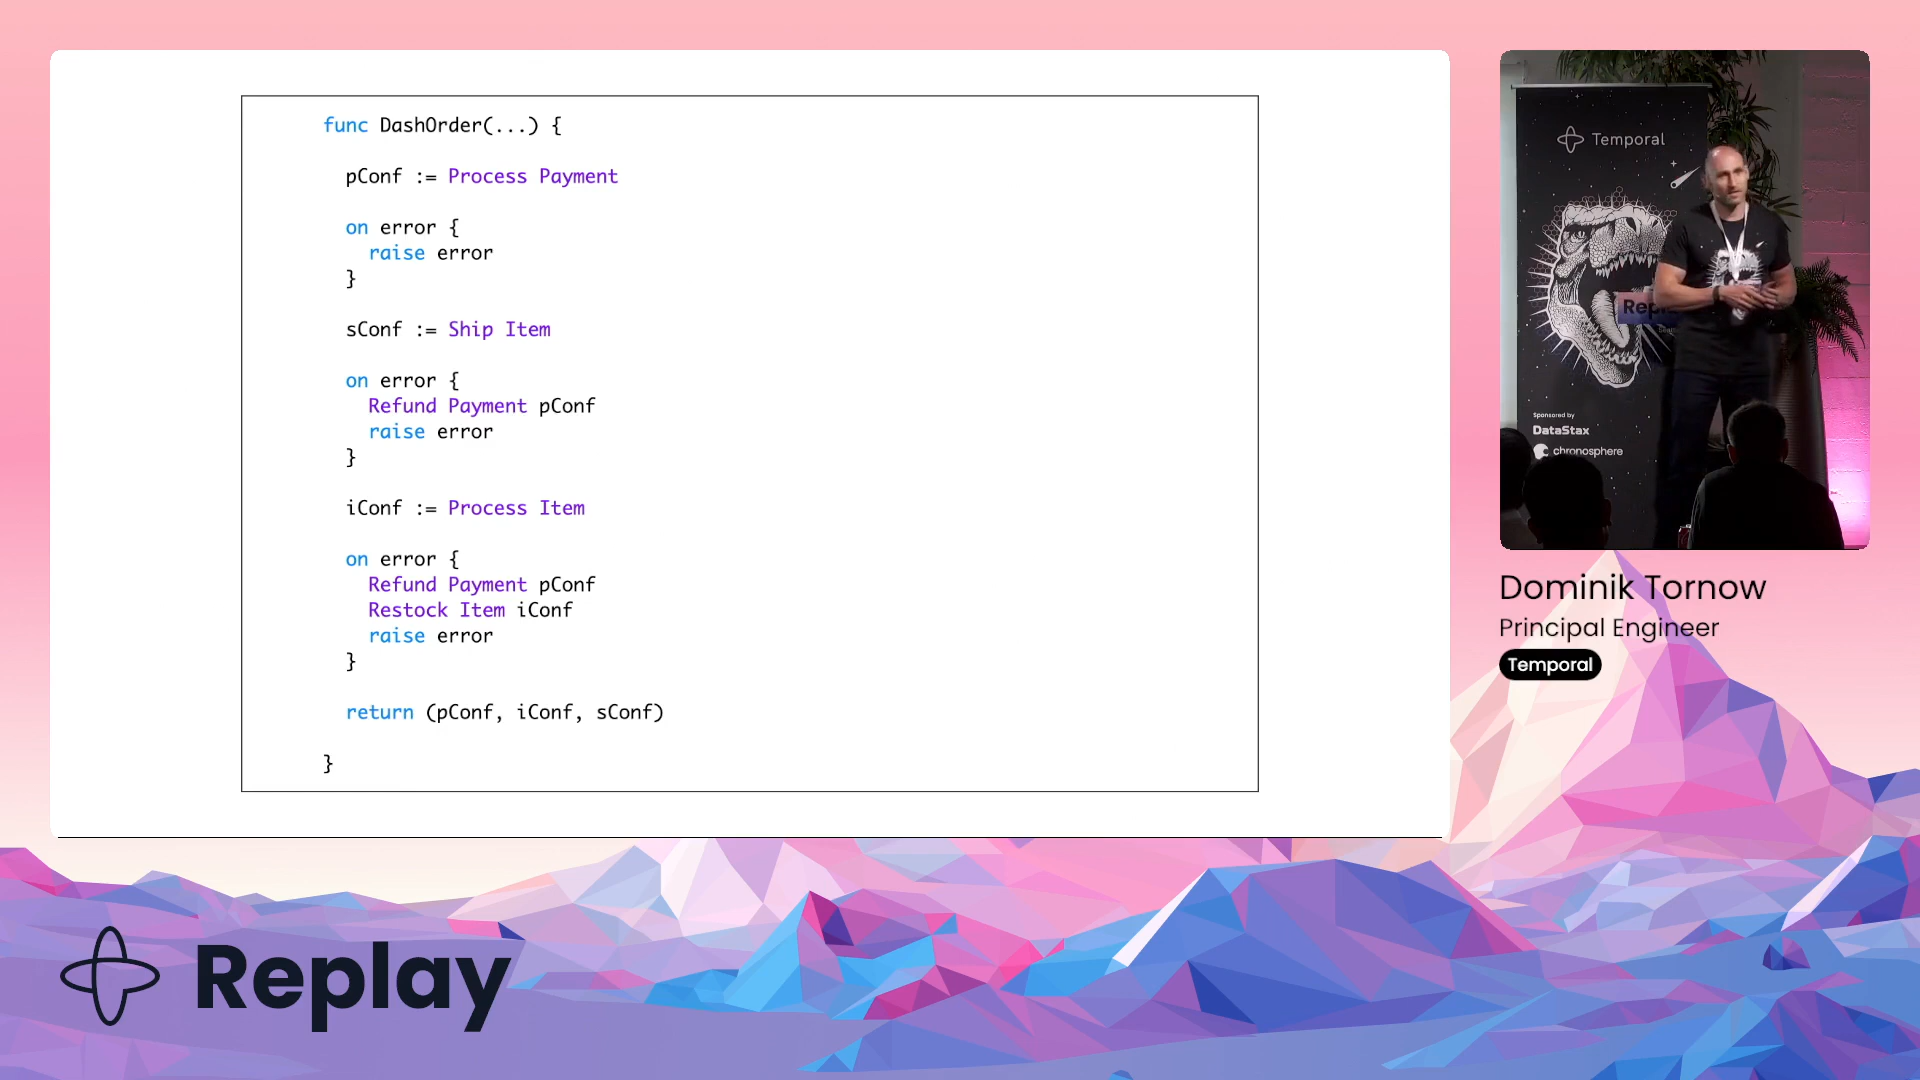 func DashOrder(...) {
pConf := Process Payment
on error {
raise error
}
sConf := Ship Item
on error {
Refund Payment pConf
raise error
}
iConf := Process Item
on error {
Refund Payment pConf
Restock Item iConf
raise error
}
return (pConf, iConf, sConf)
}
Temporal
Sponsored by
DataStax
chronosphere
Dominik Tornow
Principal Engineer
Temporal
Replay